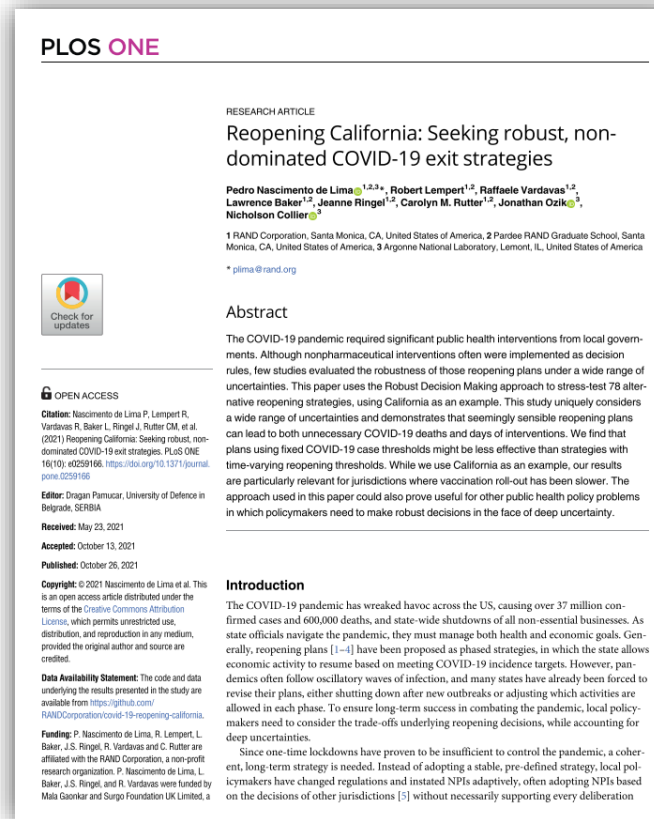 PLOS ONE
RESEARCH ARTICLE
Reopening California: Seeking robust, non-
dominated COVID-19 exit strategies
Pedro Nascimento de Lima1,2,3*, Robert Lempert1,2, Raffaele Vardavas1,2,
Lawrence Baker1,2, Jeanne Ringel1,2, Carolyn M. Rutter1,2, Jonathan Ozik3,
Nicholson Collier3
1 RAND Corporation, Santa Monica, CA, United States of America, 2 Pardee RAND Graduate School, Santa
Monica, CA, United States of America, 3 Argonne National Laboratory, Lemont, IL, United States of America
* plima@rand.org
Check for
updates
Abstract
The COVID-19 pandemic required significant public health interventions from local govern-
ments. Although nonpharmaceutical interventions often were implemented as decision
rules, few studies evaluated the robustness of those reopening plans under a wide range of
uncertainties. This paper uses the Robust Decision Making approach to stress-test 78 alter-
native reopening strategies, using California as an example. This study uniquely considers
a wide range of uncertainties and demonstrates that seemingly sensible reopening plans
can lead to both unnecessary COVID-19 deaths and days of interventions. We find that
plans using fixed COVID-19 case thresholds might be less effective than strategies with
time-varying reopening thresholds. While we use California as an example, our results
are particularly relevant for jurisdictions where vaccination roll-out has been slower. The
approach used in this paper could also prove useful for other public health policy problems
in which policymakers need to make robust decisions in the face of deep uncertainty.
OPEN ACCESS
Citation: Nascimento de Lima P, Lempert R,
Vardavas R, Baker L, Ringel J, Rutter CM, et al.
(2021) Reopening California: Seeking robust, non-
dominated COVID-19 exit strategies. PLoS ONE
16(10): e0259166. https://doi.org/10.1371/journal.
pone.0259166
Editor: Dragan Pamucar, University of Defence in
Belgrade, SERBIA
Received: May 23, 2021
Accepted: October 13, 2021
Published: October 26, 2021
Copyright: © 2021 Nascimento de Lima et al. This
is an open access article distributed under the
terms of the Creative Commons Attribution
License, which permits unrestricted use,
distribution, and reproduction in any medium,
provided the original author and source are
credited.
Data Availability Statement: The code and data
underlying the results presented in the study are
available from https://github.com/
RANDCorporation/covid-19-reopening-california.
Funding: P. Nascimento de Lima, R. Lempert, L.
Baker, J.S. Ringel, R. Vardavas and C. Rutter are
affiliated with the RAND Corporation, a non-profit
research organization. P. Nascimento de Lima, L.
Baker, J.S. Ringel, and R. Vardavas were funded by
Mala Gaonkar and Surgo Foundation UK Limited, a
Introduction
The COVID-19 pandemic has wreaked havoc across the US, causing over 37 million con-
firmed cases and 600,000 deaths, and state-wide shutdowns of all non-essential businesses. As
state officials navigate the pandemic, they must manage both health and economic goals. Gen-
erally, reopening plans [1–4] have been proposed as phased strategies, in which the state allows
economic activity to resume based on meeting COVID-19 incidence targets. However, pan-
demics often follow oscillatory waves of infection, and many states have already been forced to
revise their plans, either shutting down after new outbreaks or adjusting which activities are
allowed in each phase. To ensure long-term success in combating the pandemic, local policy-
makers need to consider the trade-offs underlying reopening decisions, while accounting for
deep uncertainties.
Since one-time lockdowns have proven to be insufficient to control the pandemic, a coher-
ent, long-term strategy is needed. Instead of adopting a stable, pre-defined strategy, local pol-
icymakers have changed regulations and instated NPIs adaptively, often adopting NPIs based
on the decisions of other jurisdictions [5] without necessarily supporting every deliberation